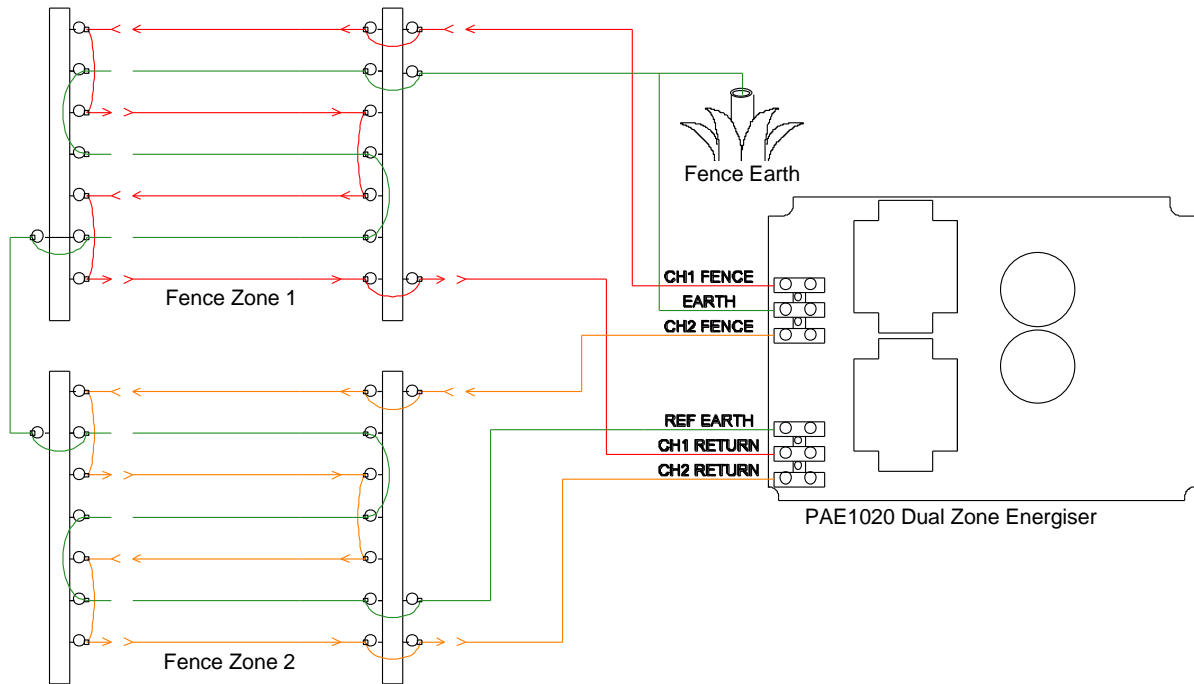 Fence Earth
CH1 FENCE
EARTH
CH2 FENCE
Fence Zone 1
REF EARTH
CH1 RETURN
CH2 RETURN
PAE1020 Dual Zone Energiser
Fence Zone 2